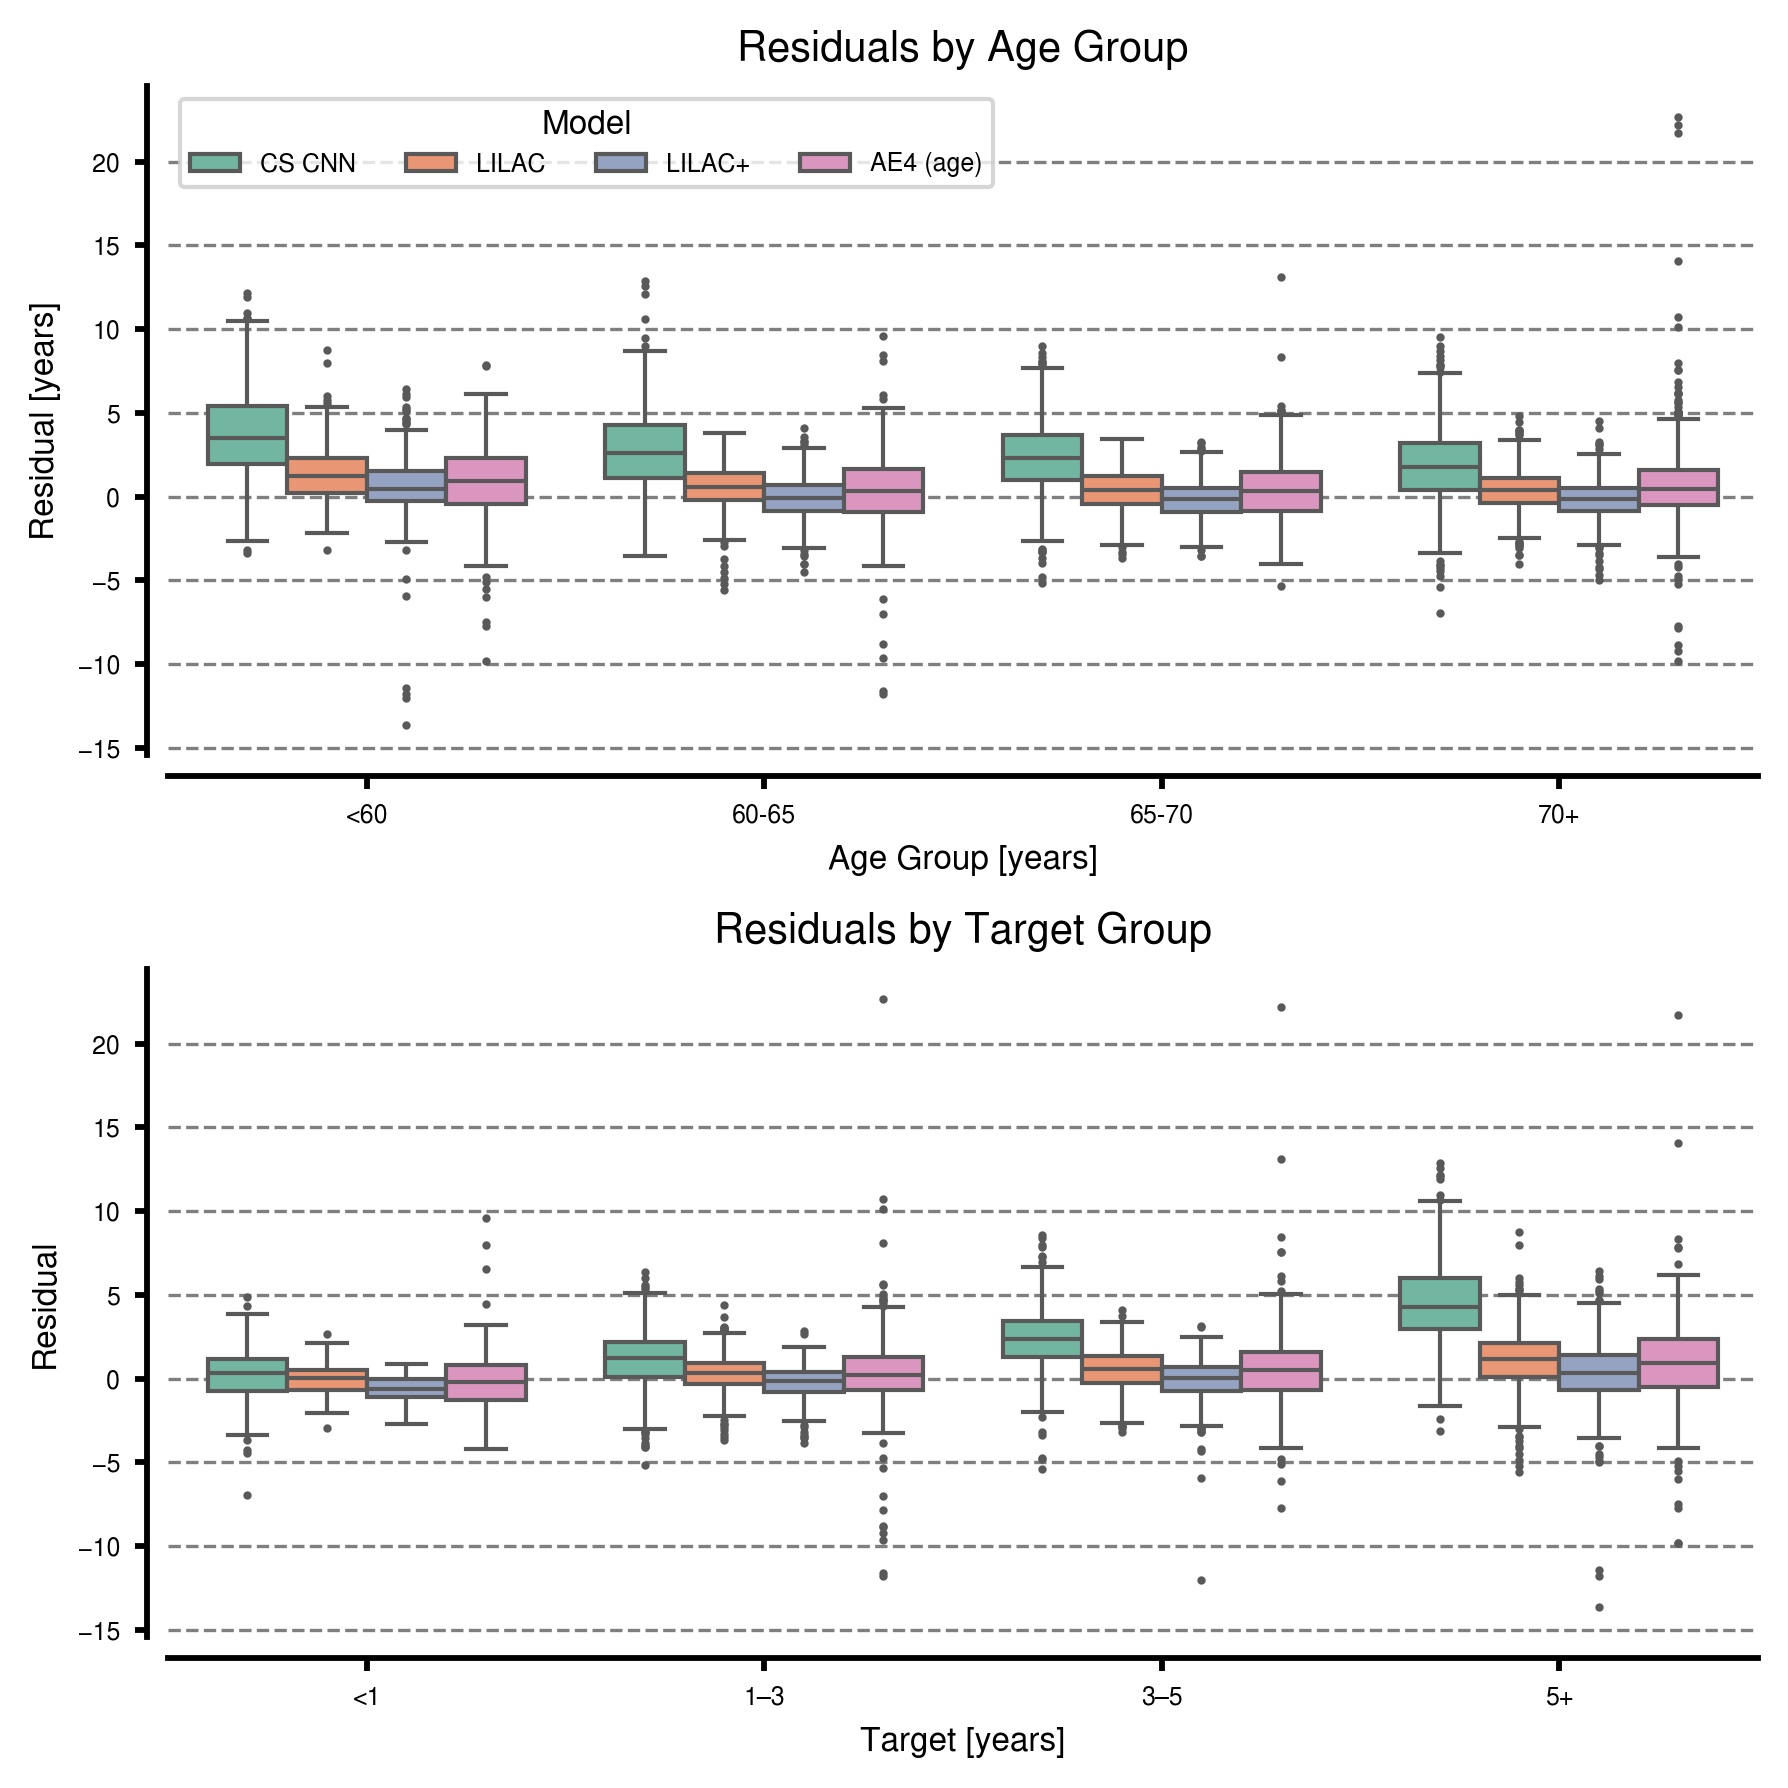 Residuals by Age Group
Model
CS CNN LILAC LILAC+ AE4 (age)
Residual [years]
20
15
10
5
0
−5
−10
−15
<60 60-65 65-70 70+
Age Group [years]
Residuals by Target Group
Residual
20
15
10
5
0
−5
−10
−15
<1 1–3 3–5 5+
Target [years]